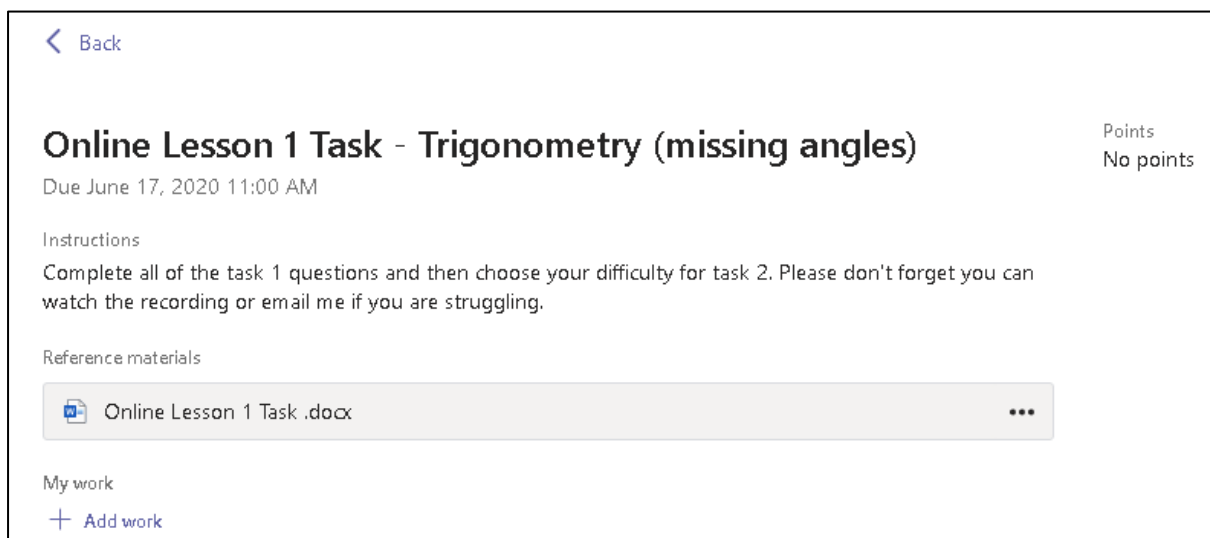 Back
Online Lesson 1 Task - Trigonometry (missing angles)
Points
No points
Due June 17, 2020 11:00 AM
Instructions
Complete all of the task 1 questions and then choose your difficulty for task 2. Please don't forget you can
watch the recording or email me if you are struggling.
Reference materials
Online Lesson 1 Task .docx
My work
Add work